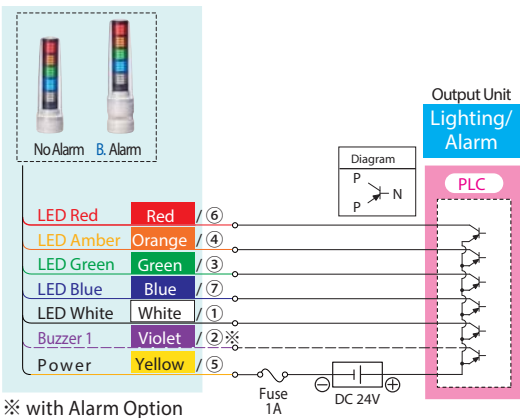 No Alarm B. Alarm
Output Unit
Lighting/
Alarm
Diagram
P
N
P
PLC
LED Red Red / ⑥
LED Amber Orange / ④
LED Green Green / ③
LED Blue Blue / ⑦
LED White White / ①
Buzzer 1 Violet / ②※
Power Yellow / ⑤
Fuse
1A
⊖ DC 24V ⊕
※ with Alarm Option